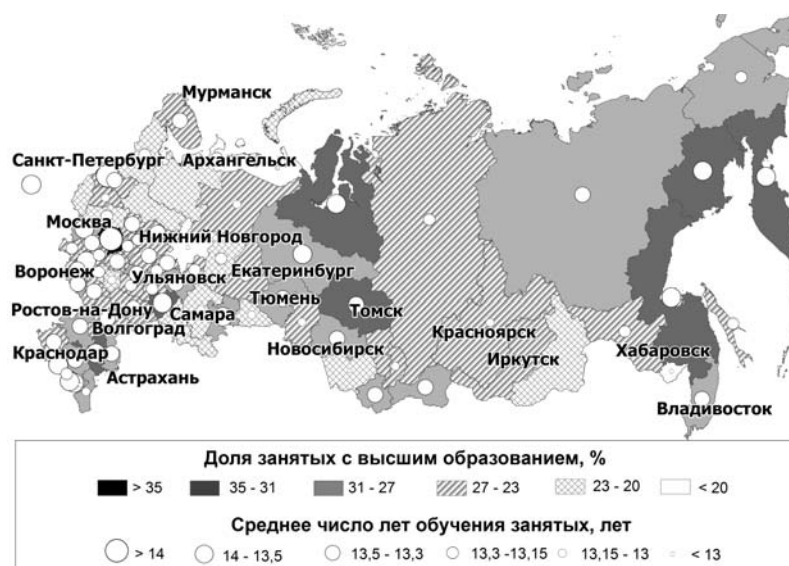 Мурманск
Санкт-Петербург
Архангельск
Москва
Нижний Новгород
Воронеж
Ульяновск
Екатеринбург
Ростов-на-Дону
Самара
Тюмень
Томск
Волгоград
Красноярск
Краснодар
Новосибирск
Иркутск
Хабаровск
Астрахань
Владивосток
Доля занятых с высшим образованием, %
> 35 35 - 31 31 - 27 27 - 23 23 - 20 < 20
Среднее число лет обучения занятых, лет
> 14 14 - 13,5 13,5 - 13,3 13,3 -13,15 13,15 - 13 < 13